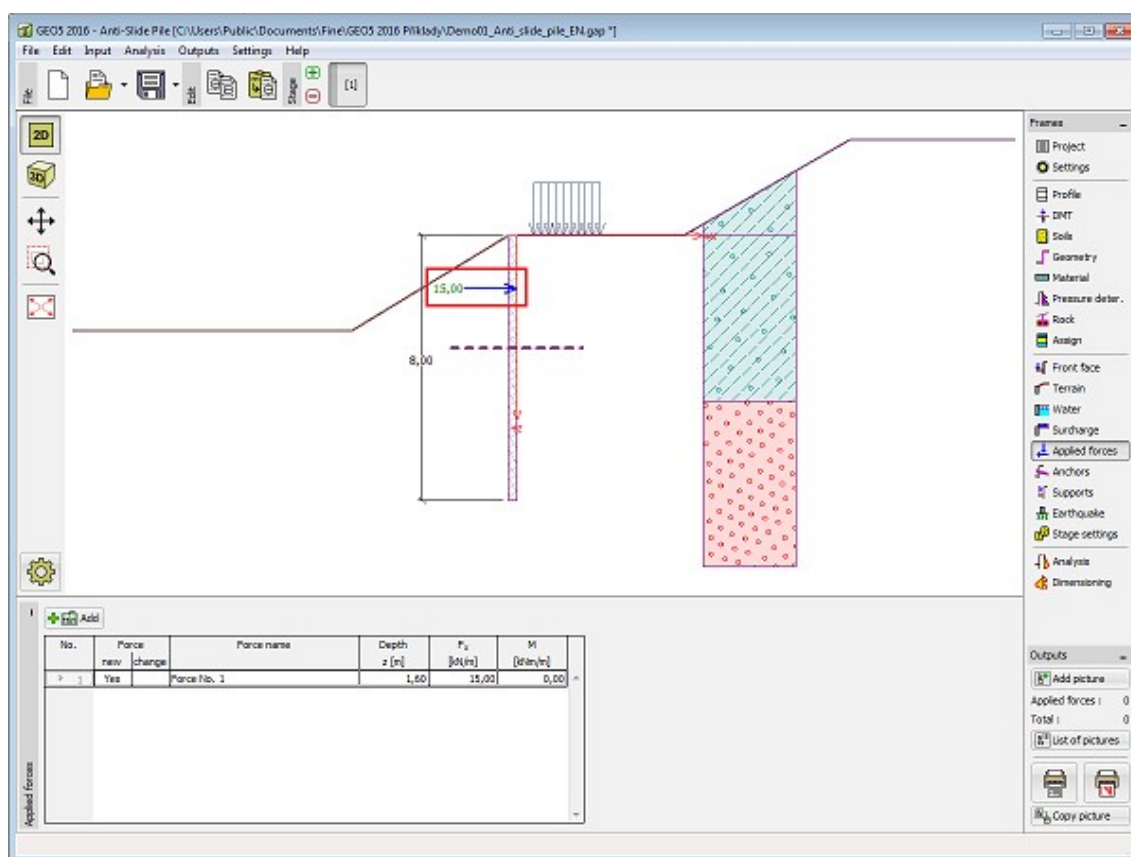 GEO5 2016 - Anti-Slide Pile [C:\Users\Public\Documents\Fine\GEO5 2016 Příklady\Demo01_Anti_slide_pile_EN.gap *]
File Edit Input Analysis Outputs Settings Help
File
Edit
Stage
[1]
2D
3D
15,00
8,00
x
z
Frames
Project
Settings
Profile
DMT
Soils
Geometry
Material
Pressure deter.
Rock
Assign
Front face
Terrain
Water
Surcharge
Applied forces
Anchors
Supports
Earthquake
Stage settings
Analysis
Dimensioning
Add
No. Force Force name Depth Fx M
new change z [m] [kN/m] [kNm/m]
> 1 Yes Force No. 1 1,60 15,00 0,00
Applied forces
Outputs
Add picture
Applied forces : 0
Total : 0
List of pictures
Copy picture